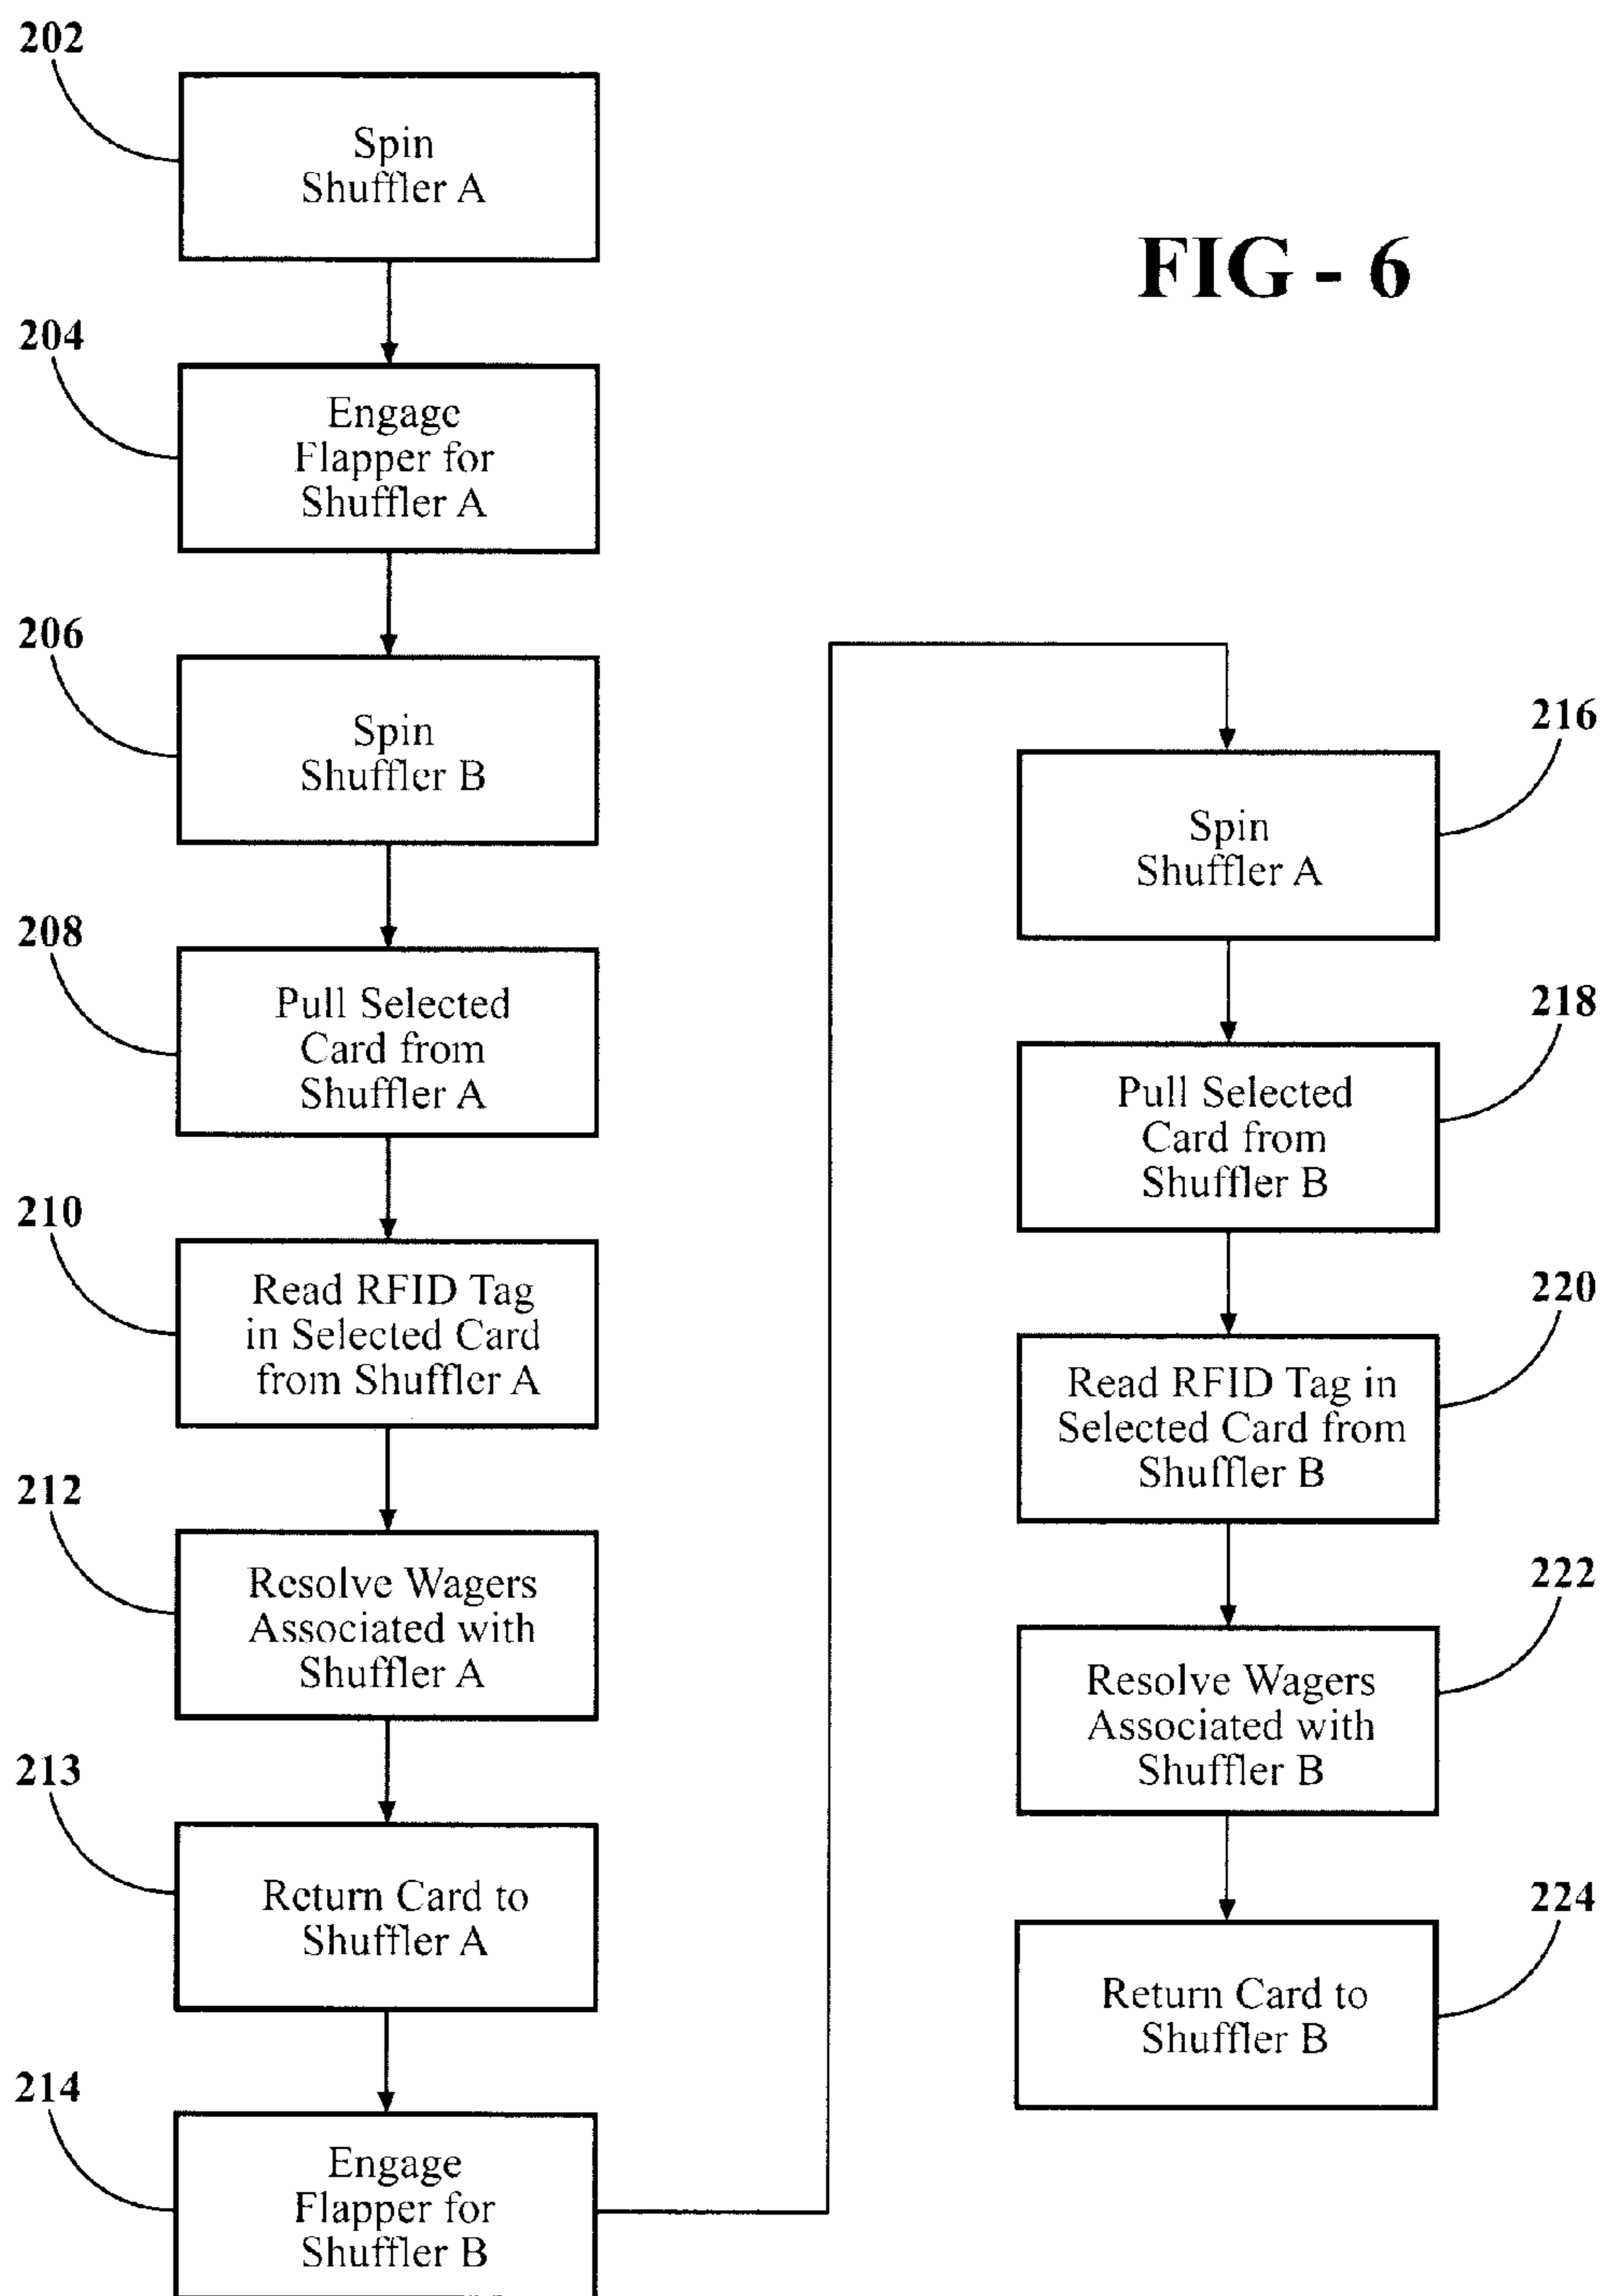 202
Spin
Shuffler A
FIG - 6
204
Engage
Flapper for
Shuffler A
206
Spin
Shuffler B
208
Pull Selected
Card from
Shuffler A
210
Read RFID Tag
in Selected Card
from Shuffler A
212
Resolve Wagers
Associated with
Shuffler A
213
Return Card to
Shuffler A
214
Engage
Flapper for
Shuffler B
216
Spin
Shuffler A
218
Pull Selected
Card from
Shuffler B
220
Read RFID Tag in
Selected Card from
Shuffler B
222
Resolve Wagers
Associated with
Shuffler B
224
Return Card to
Shuffler B